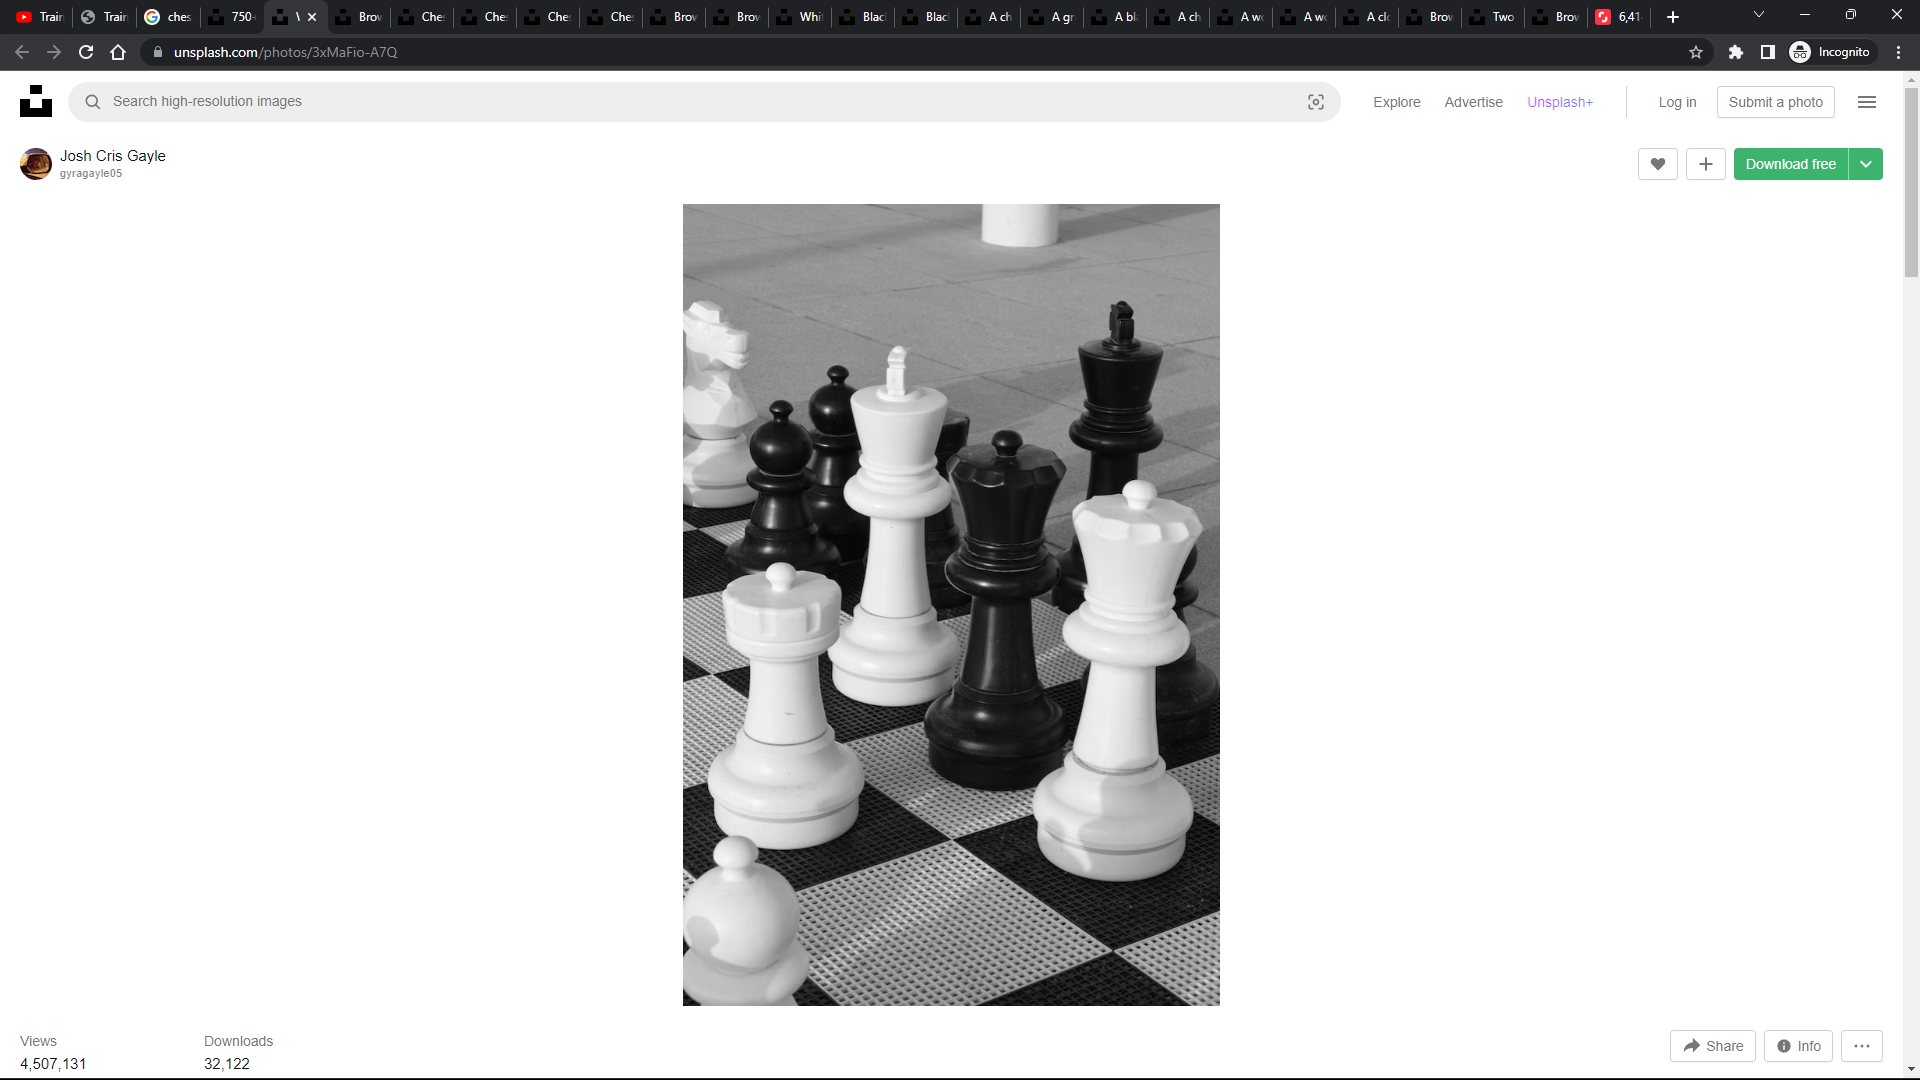 Train
Train
ches
750-
Brov
Che
Che
Che
Che
Brov
Brov
Whit
Blac
Blac
A ch
A gr
A bl
A ch
A w
A w
A cl
Brov
Two
Brov
6,41
unsplash.com/photos/3xMaFio-A7Q
Incognito
Search high-resolution images
Explore
Advertise
Unsplash+
Log in
Submit a photo
Josh Cris Gayle
gyragayle05
Download free
Views
Downloads
4,507,131
32,122
Share
Info